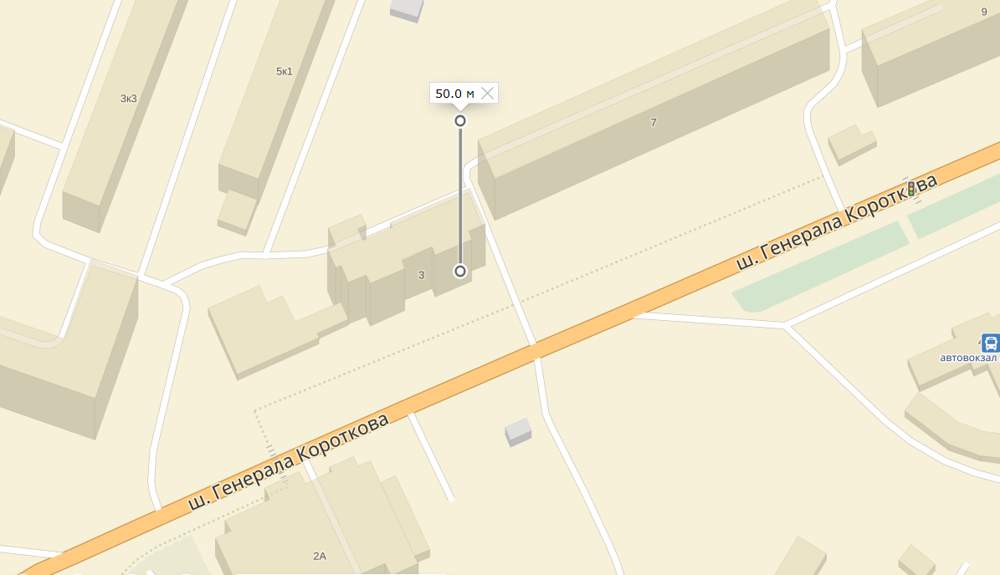 9
5к1
50.0 м
3к3
7
ш. Генерала Короткова
3
автовокзал
ш. Генерала Короткова
2А